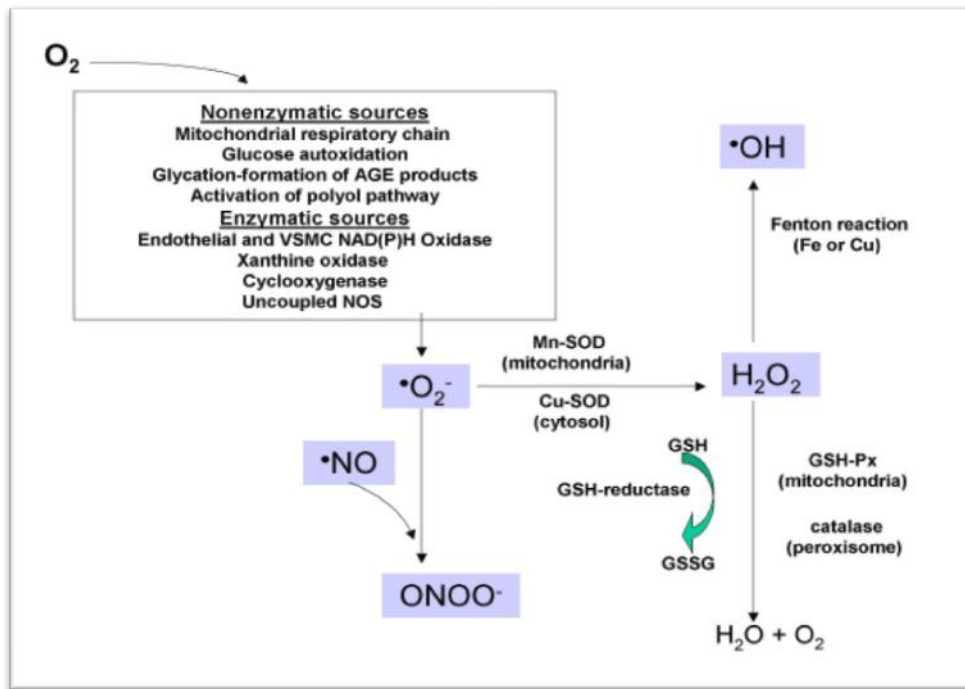 O₂
Nonenzymatic sources
Mitochondrial respiratory chain
Glucose autoxidation
Glycation-formation of AGE products
Activation of polyol pathway
Enzymatic sources
Endothelial and VSMC NAD(P)H Oxidase
Xanthine oxidase
Cyclooxygenase
Uncoupled NOS
•OH
Fenton reaction
(Fe or Cu)
Mn-SOD
(mitochondria)
•O₂⁻
H₂O₂
Cu-SOD
(cytosol)
•NO
GSH
GSH-reductase
GSSG
GSH-Px
(mitochondria)
catalase
(peroxisome)
ONOO⁻
H₂O + O₂